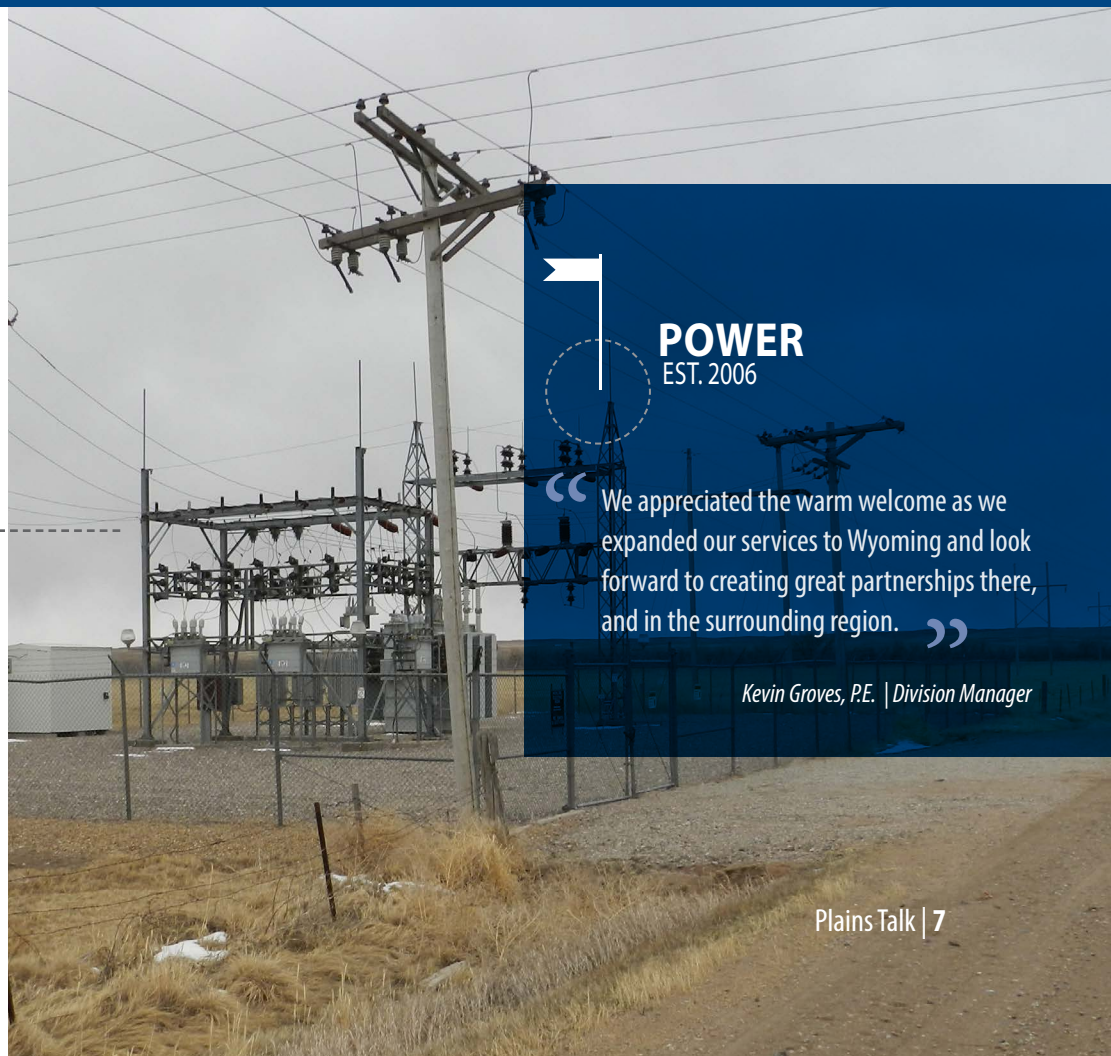 POWER
EST. 2006
“ We appreciated the warm welcome as we
expanded our services to Wyoming and look
forward to creating great partnerships there,
and in the surrounding region. ”
Kevin Groves, P.E. | Division Manager
Plains Talk | 7